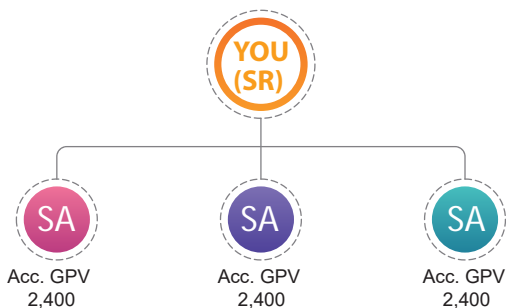 YOU
(SR)
SA
SA
SA
Acc. GPV
2,400
Acc. GPV
2,400
Acc. GPV
2,400